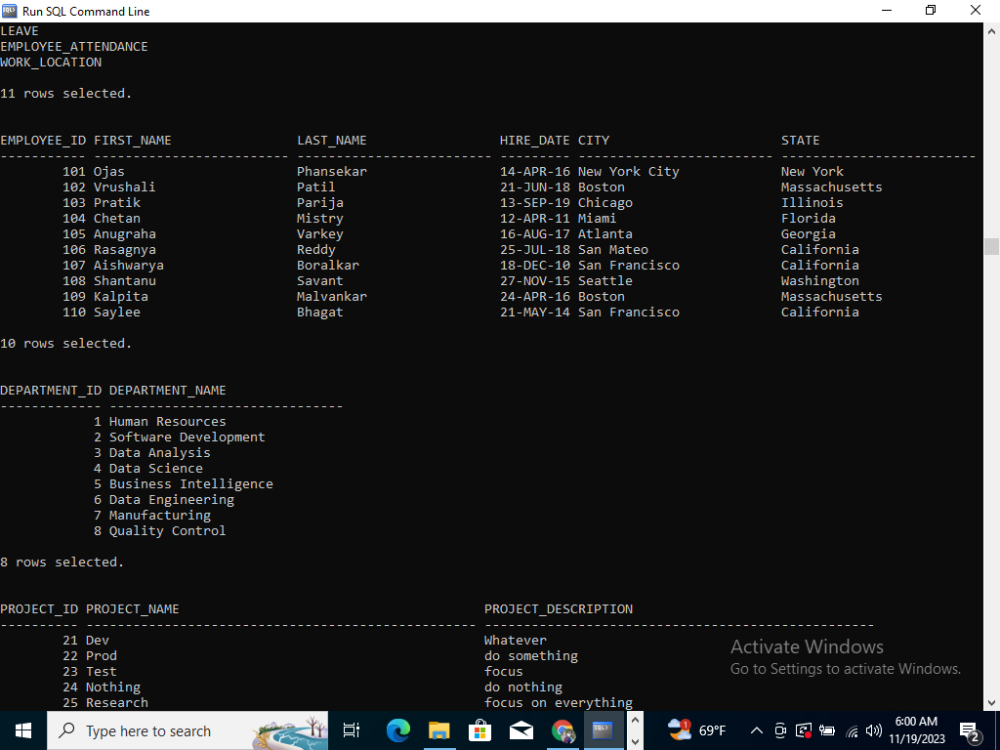 Run SQL Command Line
LEAVE
EMPLOYEE_ATTENDANCE
WORK_LOCATION
11 rows selected.
EMPLOYEE_ID FIRST_NAME LAST_NAME HIRE_DATE CITY STATE
----------- ------------------------- ------------------------- --------- ------------------------- -------------------------
101 Ojas Phansekar 14-APR-16 New York City New York
102 Vrushali Patil 21-JUN-18 Boston Massachusetts
103 Pratik Parija 13-SEP-19 Chicago Illinois
104 Chetan Mistry 12-APR-11 Miami Florida
105 Anugraha Varkey 16-AUG-17 Atlanta Georgia
106 Rasagnya Reddy 25-JUL-18 San Mateo California
107 Aishwarya Boralkar 18-DEC-10 San Francisco California
108 Shantanu Savant 27-NOV-15 Seattle Washington
109 Kalpita Malvankar 24-APR-16 Boston Massachusetts
110 Saylee Bhagat 21-MAY-14 San Francisco California
10 rows selected.
DEPARTMENT_ID DEPARTMENT_NAME
------------- ------------------------------
1 Human Resources
2 Software Development
3 Data Analysis
4 Data Science
5 Business Intelligence
6 Data Engineering
7 Manufacturing
8 Quality Control
8 rows selected.
PROJECT_ID PROJECT_NAME PROJECT_DESCRIPTION
---------- -------------------------------------------------- --------------------------------------------------
21 Dev Whatever
22 Prod do something
23 Test focus
24 Nothing do nothing
25 Research focus on everything
Activate Windows
Go to Settings to activate Windows.
Type here to search
SQL>
1
69°F
6:00 AM
11/19/2023
2